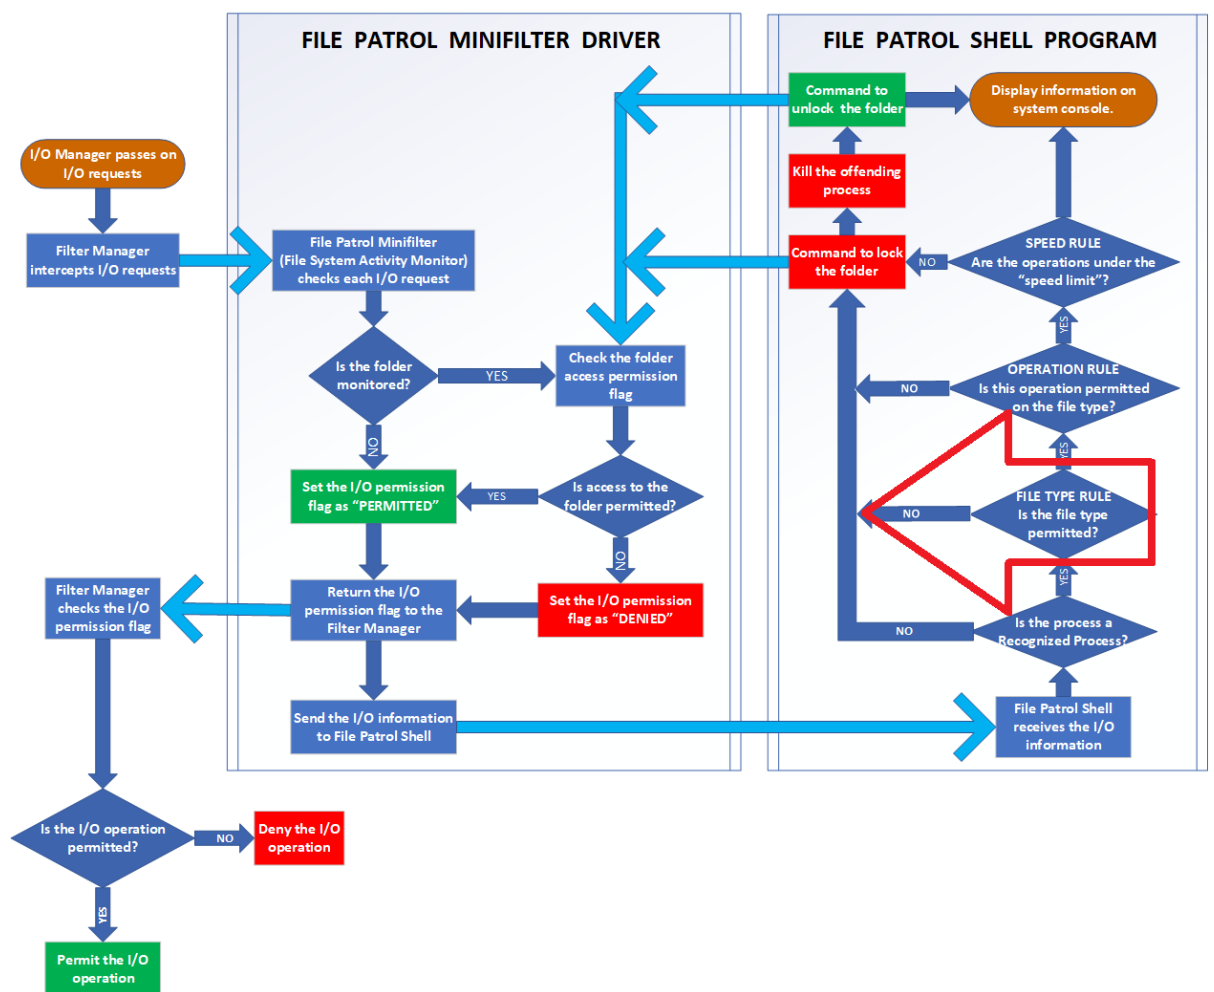 FILE PATROL MINIFILTER DRIVER
FILE PATROL SHELL PROGRAM
I/O Manager passes on
I/O requests
Filter Manager
intercepts I/O requests
File Patrol Minifilter
(File System Activity Monitor)
checks each I/O request
Is the folder
monitored?
YES
NO
Check the folder
access permission
flag
Set the I/O permission
flag as “PERMITTED”
YES
Is access to the
folder permitted?
NO
Return the I/O
permission flag to the
Filter Manager
Set the I/O permission
flag as “DENIED”
Send the I/O information
to File Patrol Shell
Filter Manager
checks the I/O
permission flag
Is the I/O operation
permitted?
NO
Deny the I/O
operation
YES
Permit the I/O
operation
Command to
unlock the folder
Display information on
system console.
Kill the offending
process
Command to lock
the folder
NO
SPEED RULE
Are the operations under the
“speed limit”?
YES
OPERATION RULE
Is this operation permitted
on the file type?
NO
YES
FILE TYPE RULE
Is the file type
permitted?
NO
YES
Is the process a
Recognized Process?
NO
File Patrol Shell
receives the I/O
information